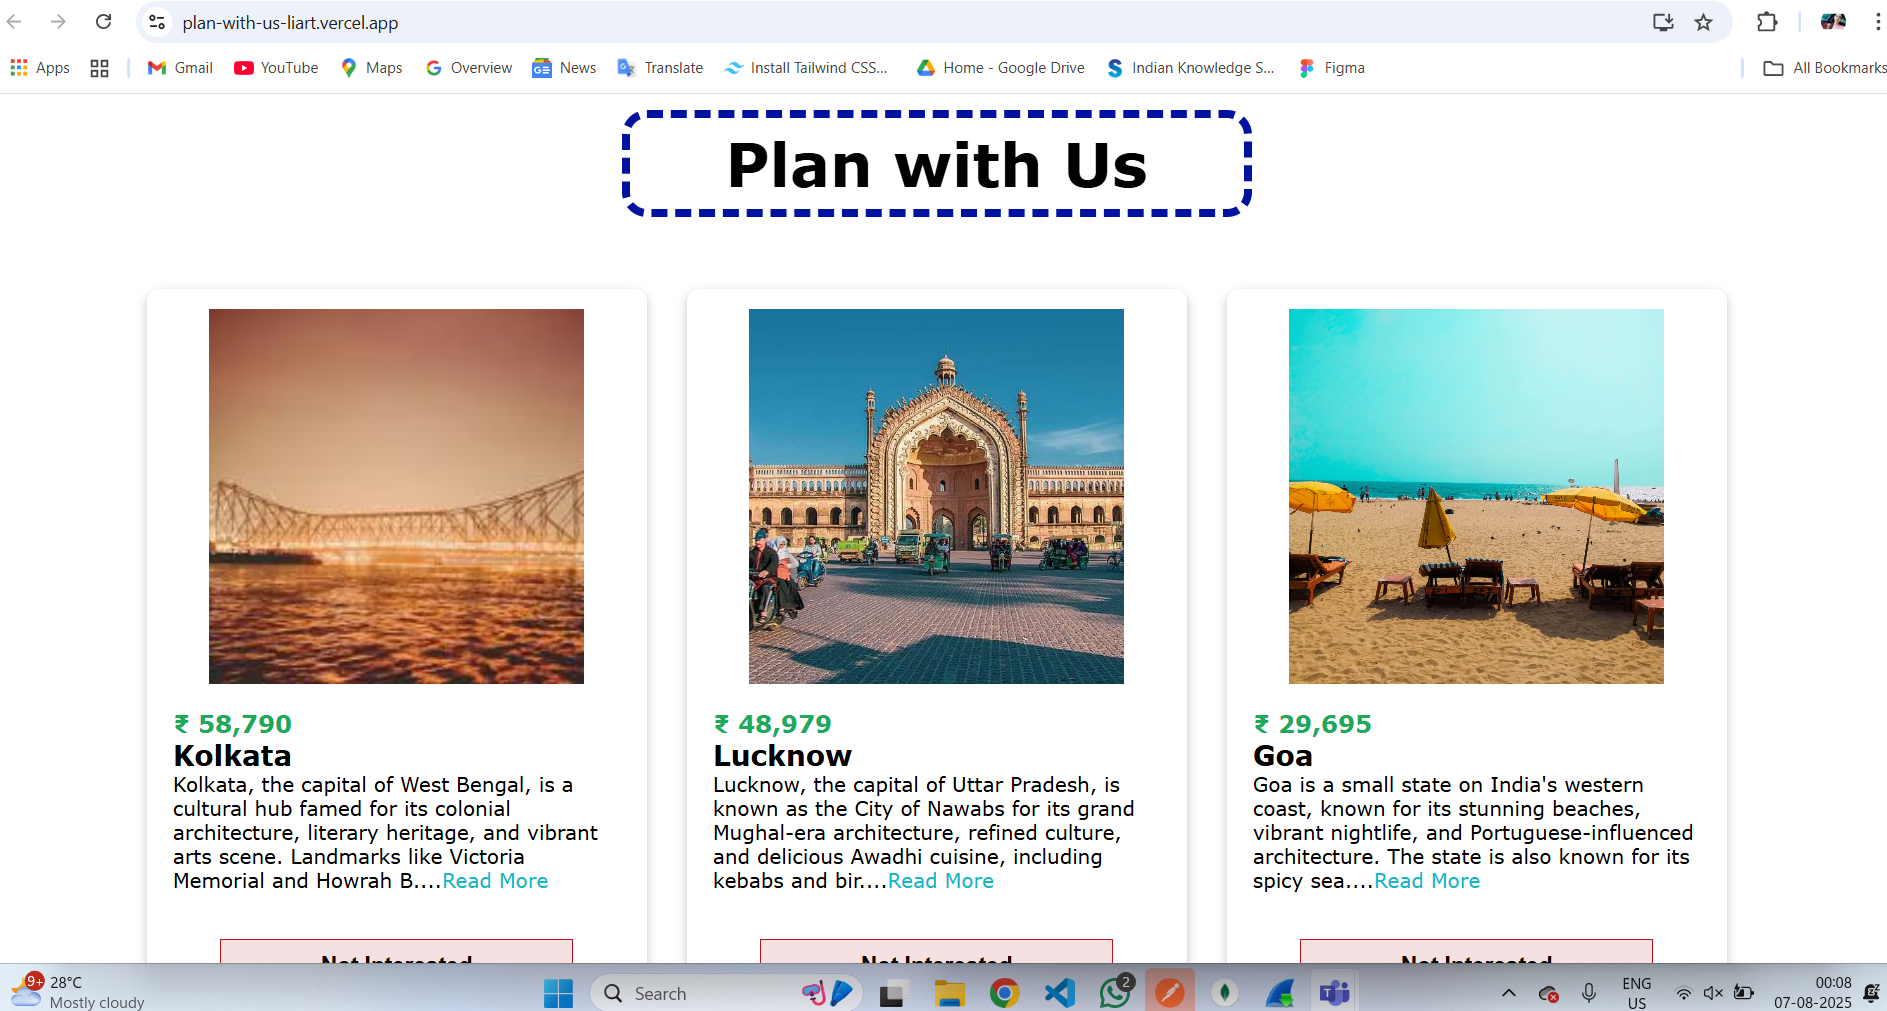 plan-with-us-liart.vercel.app
Apps
Gmail
YouTube
Maps
Overview
News
Translate
Install Tailwind CSS...
Home - Google Drive
Indian Knowledge S...
Figma
All Bookmarks
Plan with Us
₹ 58,790
Kolkata
Kolkata, the capital of West Bengal, is a
cultural hub famed for its colonial
architecture, literary heritage, and vibrant
arts scene. Landmarks like Victoria
Memorial and Howrah B....Read More
Not Interested
₹ 48,979
Lucknow
Lucknow, the capital of Uttar Pradesh, is
known as the City of Nawabs for its grand
Mughal-era architecture, refined culture,
and delicious Awadhi cuisine, including
kebabs and bir....Read More
Not Interested
₹ 29,695
Goa
Goa is a small state on India's western
coast, known for its stunning beaches,
vibrant nightlife, and Portuguese-influenced
architecture. The state is also known for its
spicy sea....Read More
Not Interested
9+
28°C
Mostly cloudy
Search
2
ENG
US
00:08
07-08-2025